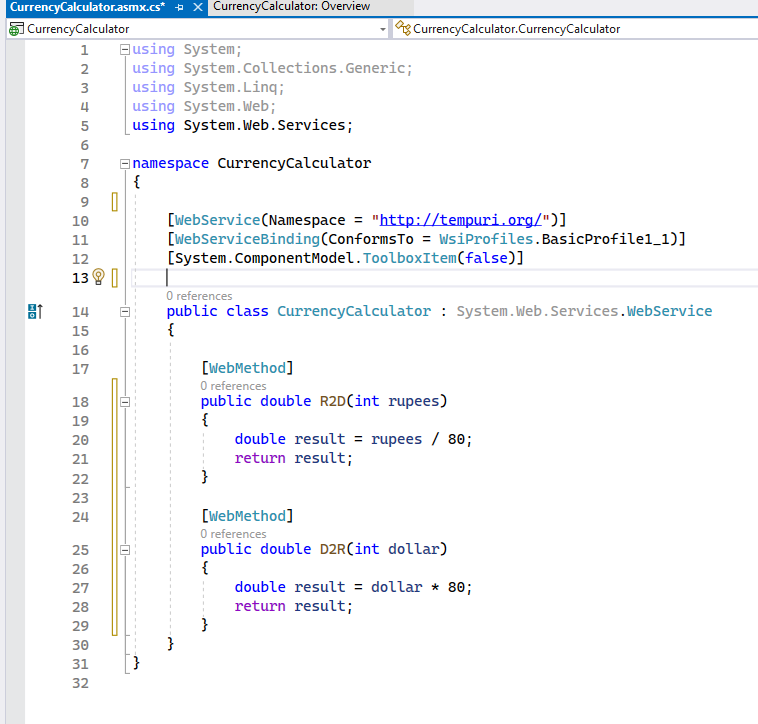 CurrencyCalculator.asmx.cs* CurrencyCalculator: Overview
CurrencyCalculator CurrencyCalculator.CurrencyCalculator
1 using System;
2 using System.Collections.Generic;
3 using System.Linq;
4 using System.Web;
5 using System.Web.Services;
6
7 namespace CurrencyCalculator
8 {
9
10 [WebService(Namespace = "http://tempuri.org/")]
11 [WebServiceBinding(ConformsTo = WsiProfiles.BasicProfile1_1)]
12 [System.ComponentModel.ToolboxItem(false)]
13
0 references
14 public class CurrencyCalculator : System.Web.Services.WebService
15 {
16
17 [WebMethod]
0 references
18 public double R2D(int rupees)
19 {
20 double result = rupees / 80;
21 return result;
22 }
23
24 [WebMethod]
0 references
25 public double D2R(int dollar)
26 {
27 double result = dollar * 80;
28 return result;
29 }
30 }
31 }
32